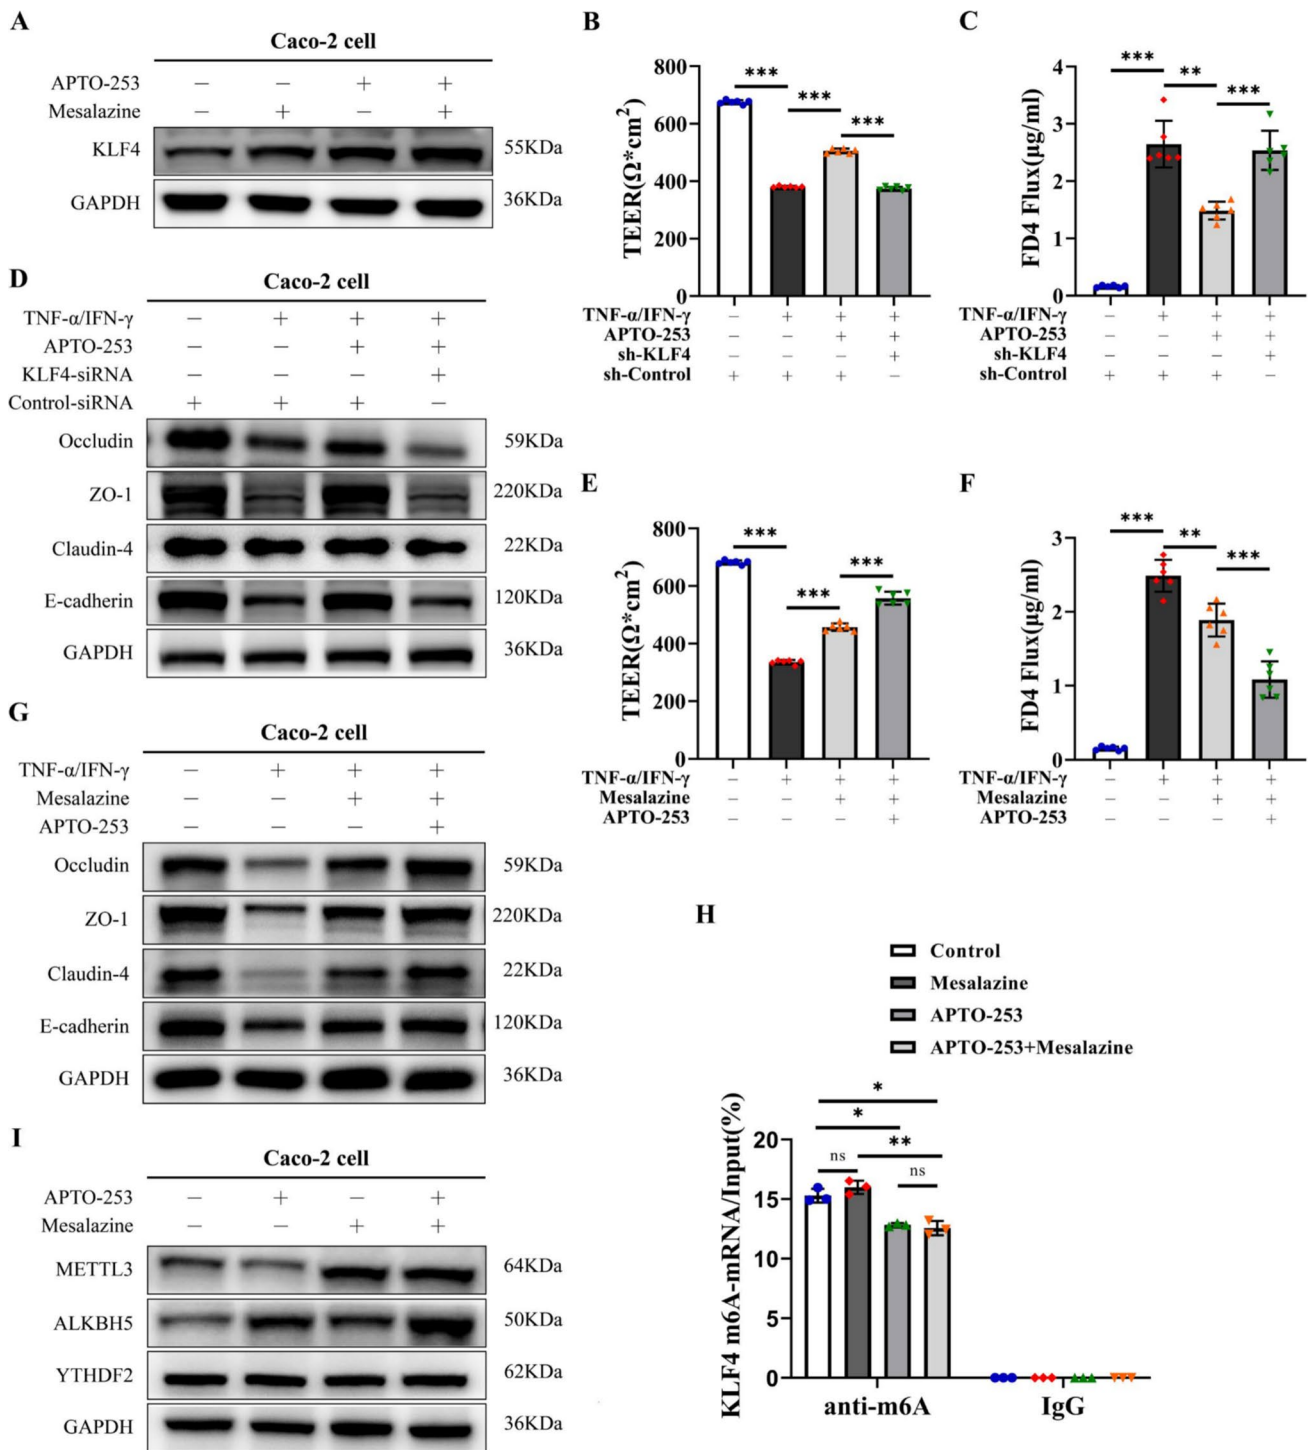 A
Caco-2 cell
APTO-253 − − + +
Mesalazine − + − +
KLF4 55KDa
GAPDH 36KDa
B
TEER(Ω*cm²)
800
600
400
200
0
*** *** ***
TNF-α/IFN-γ − + + +
APTO-253 − − + +
sh-KLF4 − − − +
sh-Control + + + −
C
FD4 Flux(μg/ml)
4
3
2
1
0
*** ** ***
TNF-α/IFN-γ − + + +
APTO-253 − − + +
sh-KLF4 − − − +
sh-Control + + + −
D
Caco-2 cell
TNF-α/IFN-γ − + + +
APTO-253 − − + +
KLF4-siRNA − − − +
Control-siRNA + + + −
Occludin 59KDa
ZO-1 220KDa
Claudin-4 22KDa
E-cadherin 120KDa
GAPDH 36KDa
E
TEER(Ω*cm²)
800
600
400
200
0
*** *** ***
TNF-α/IFN-γ − + + +
Mesalazine − − + +
APTO-253 − − − +
F
FD4 Flux(μg/ml)
3
2
1
0
*** ** ***
TNF-α/IFN-γ − + + +
Mesalazine − − + +
APTO-253 − − − +
G
Caco-2 cell
TNF-α/IFN-γ − + + +
Mesalazine − − + +
APTO-253 − − − +
Occludin 59KDa
ZO-1 220KDa
Claudin-4 22KDa
E-cadherin 120KDa
GAPDH 36KDa
H
Control
Mesalazine
APTO-253
APTO-253+Mesalazine
KLF4 m6A-mRNA/Input(%)
20
15
10
5
0
*
*
**
ns
ns
anti-m6A IgG
I
Caco-2 cell
APTO-253 − + − +
Mesalazine − − + +
METTL3 64KDa
ALKBH5 50KDa
YTHDF2 62KDa
GAPDH 36KDa